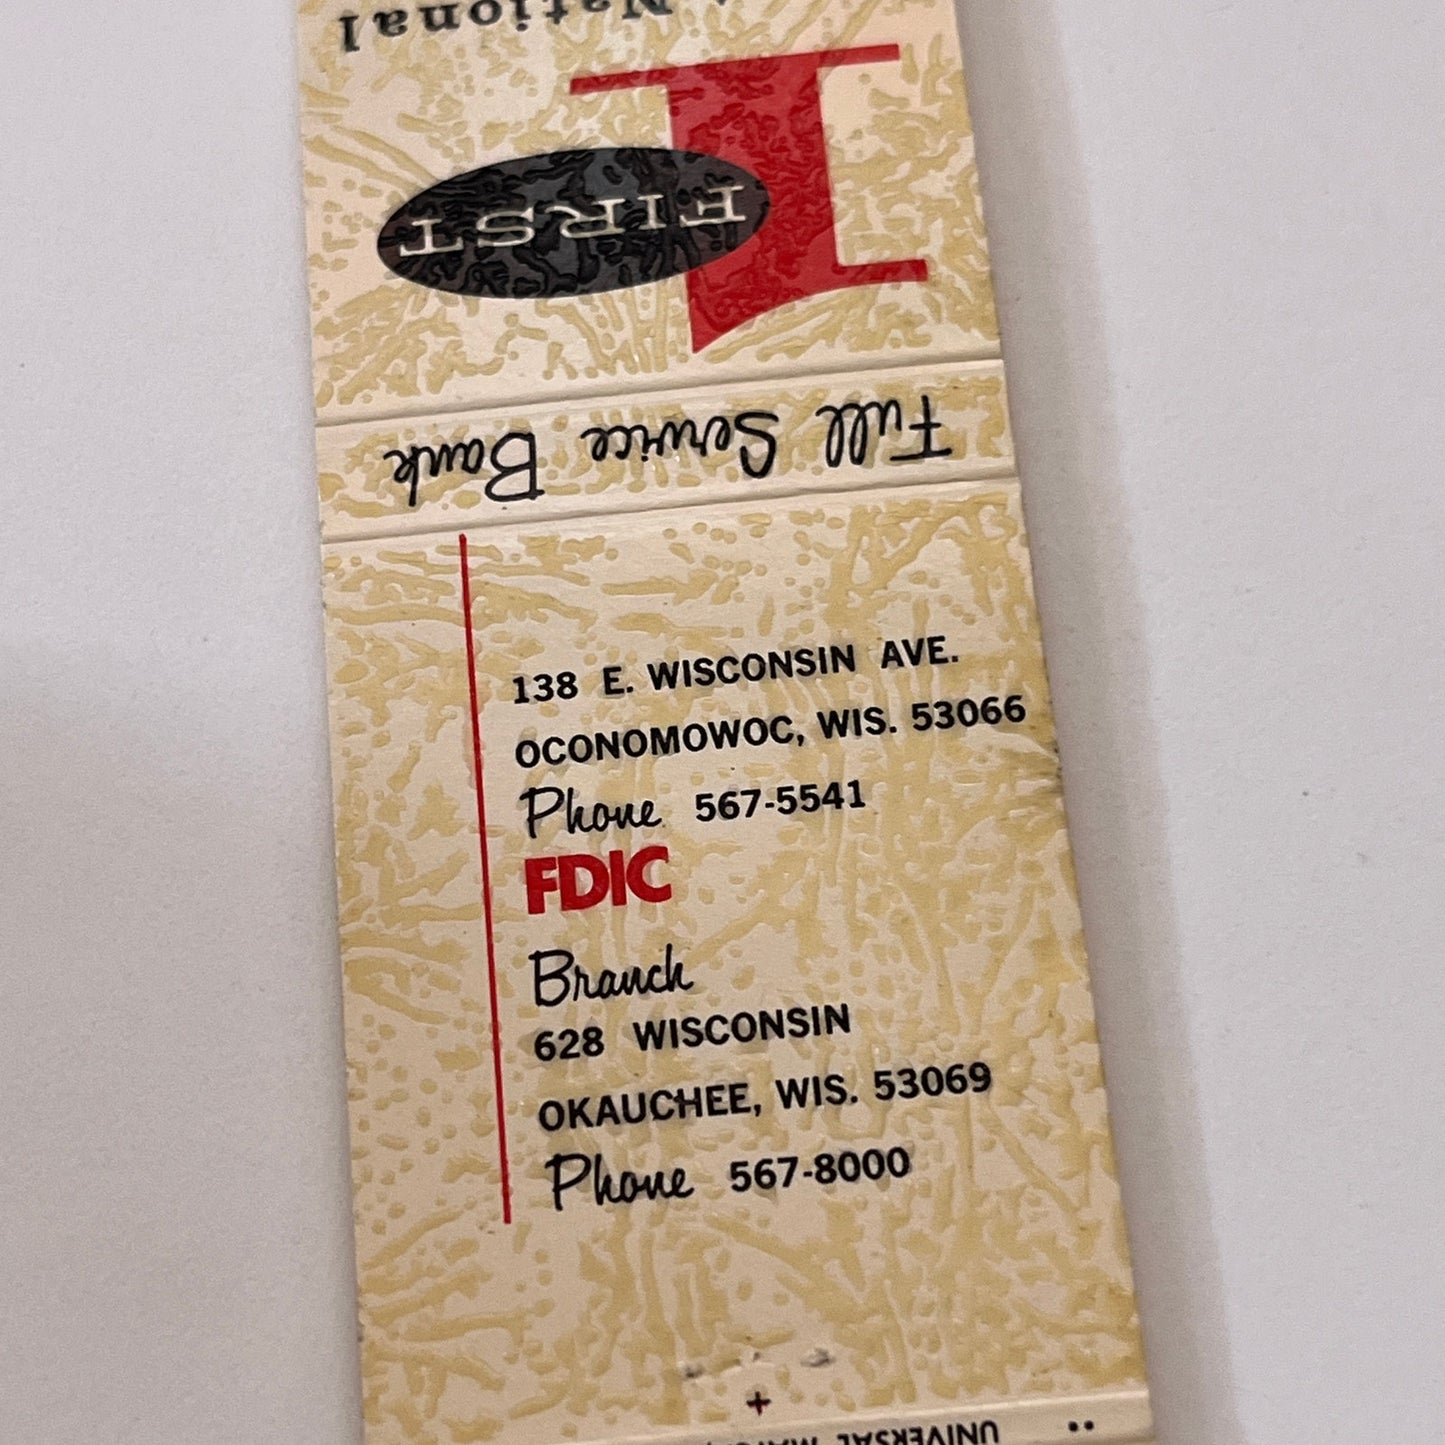 National
FIRST
Full Service Bank
138 E. WISCONSIN AVE.
OCONOMOWOC, WIS. 53066
Phone 567-5541
FDIC
Branch
628 WISCONSIN
OKAUCHEE, WIS. 53069
Phone 567-8000
UNIVERSAL